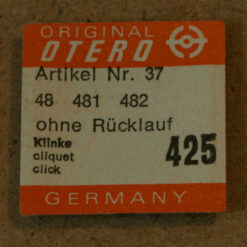 ORIGINAL
OTERO
Artikel Nr. 37
48 481 482
ohne Rücklauf
Klinke
cliquet
click
425
GERMANY